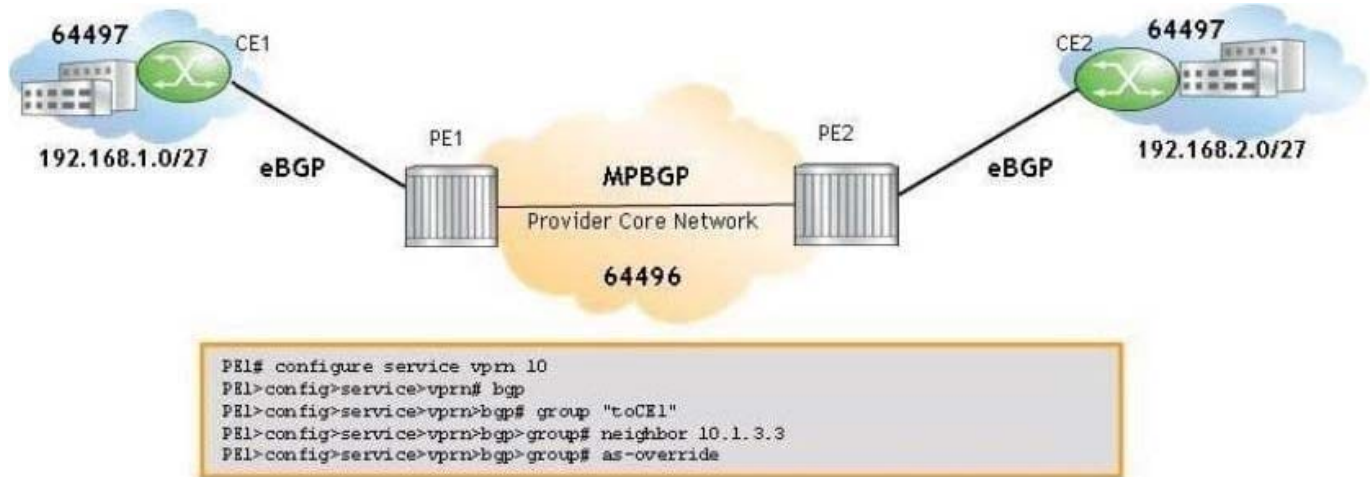 64497
CE1
192.168.1.0/27
eBGP
PE1
MPBGP
Provider Core Network
64496
PE2
eBGP
CE2
64497
192.168.2.0/27
PE1# configure service vprn 10
PE1>config>service>vprn# bgp
PE1>config>service>vprn>bgp# group "toCE1"
PE1>config>service>vprn>bgp>group# neighbor 10.1.3.3
PE1>config>service>vprn>bgp>group# as-override